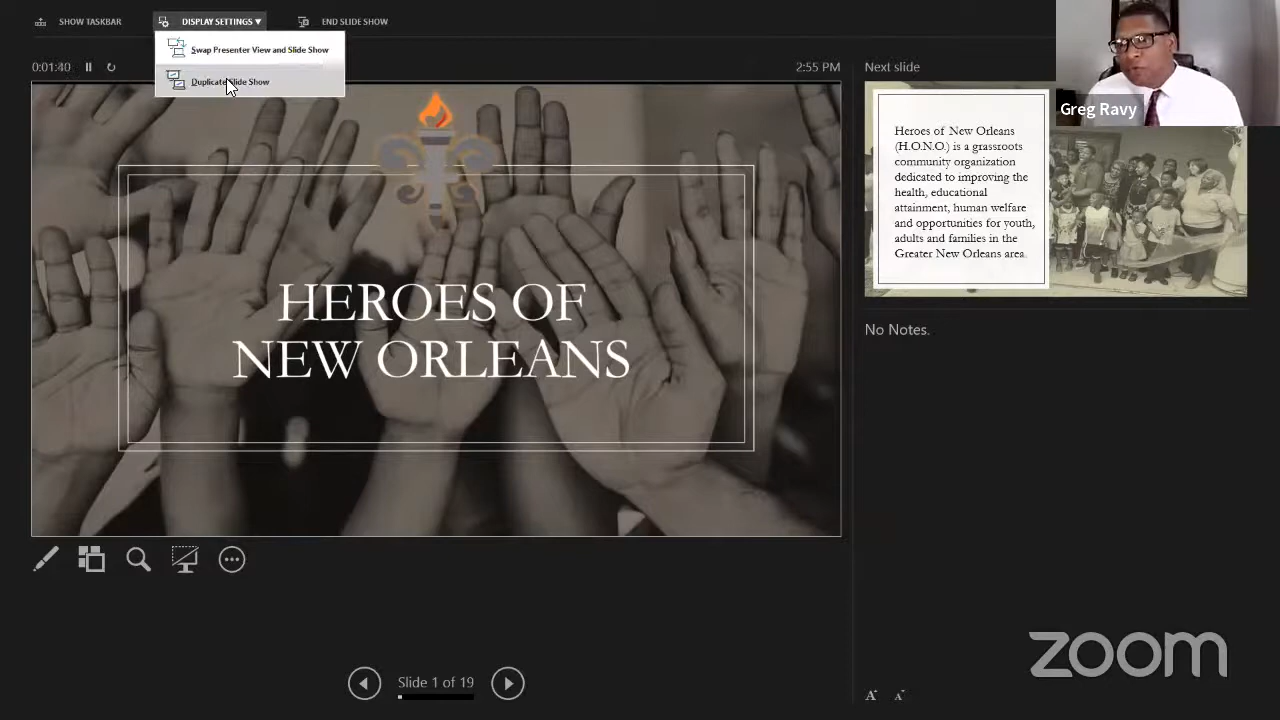 SHOW TASKBAR
DISPLAY SETTINGS ▼
END SLIDE SHOW
Swap Presenter View and Slide Show
Duplicate Slide Show
0:01:40
2:55 PM
Next slide
Greg Ravy
HEROES OF
NEW ORLEANS
Heroes of New Orleans
(H.O.N.O.) is a grassroots
community organization
dedicated to improving the
health, educational
attainment, human welfare
and opportunities for youth,
adults and families in the
Greater New Orleans area.
No Notes.
Slide 1 of 19
zoom
A A